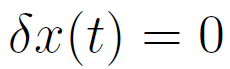 δx(t) = 0